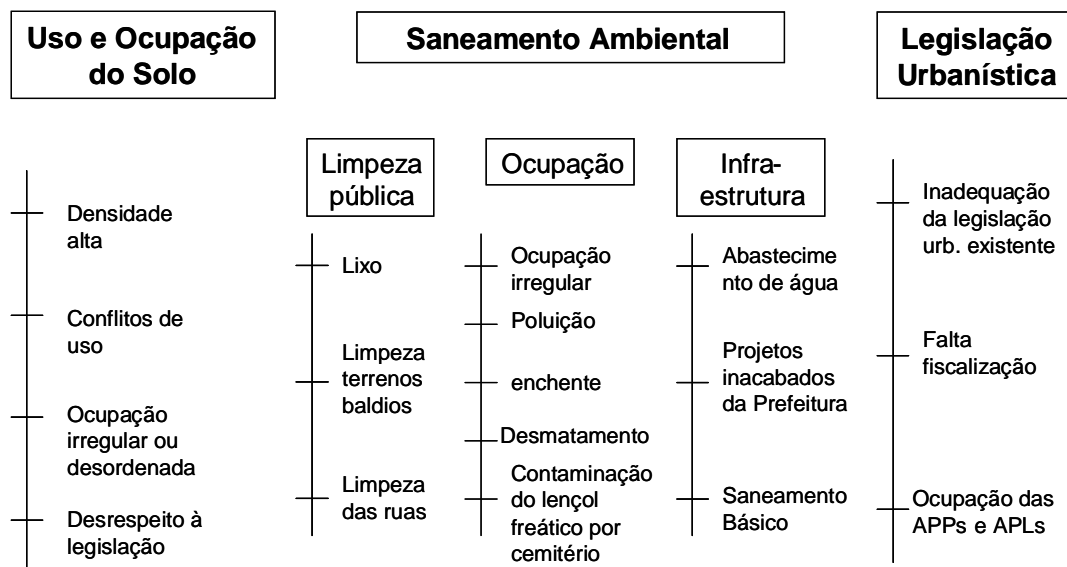 Uso e Ocupação
do Solo
Densidade
alta
Conflitos de
uso
Ocupação
irregular ou
desordenada
Desrespeito à
legislação
Saneamento Ambiental
Limpeza
pública
Lixo
Limpeza
terrenos
baldios
Limpeza
das ruas
Ocupação
Ocupação
irregular
Poluição
enchente
Desmatamento
Contaminação
do lençol
freático por
cemitério
Infra-
estrutura
Abastecime
nto de água
Projetos
inacabados
da Prefeitura
Saneamento
Básico
Legislação
Urbanística
Inadequação
da legislação
urb. existente
Falta
fiscalização
Ocupação das
APPs e APLs